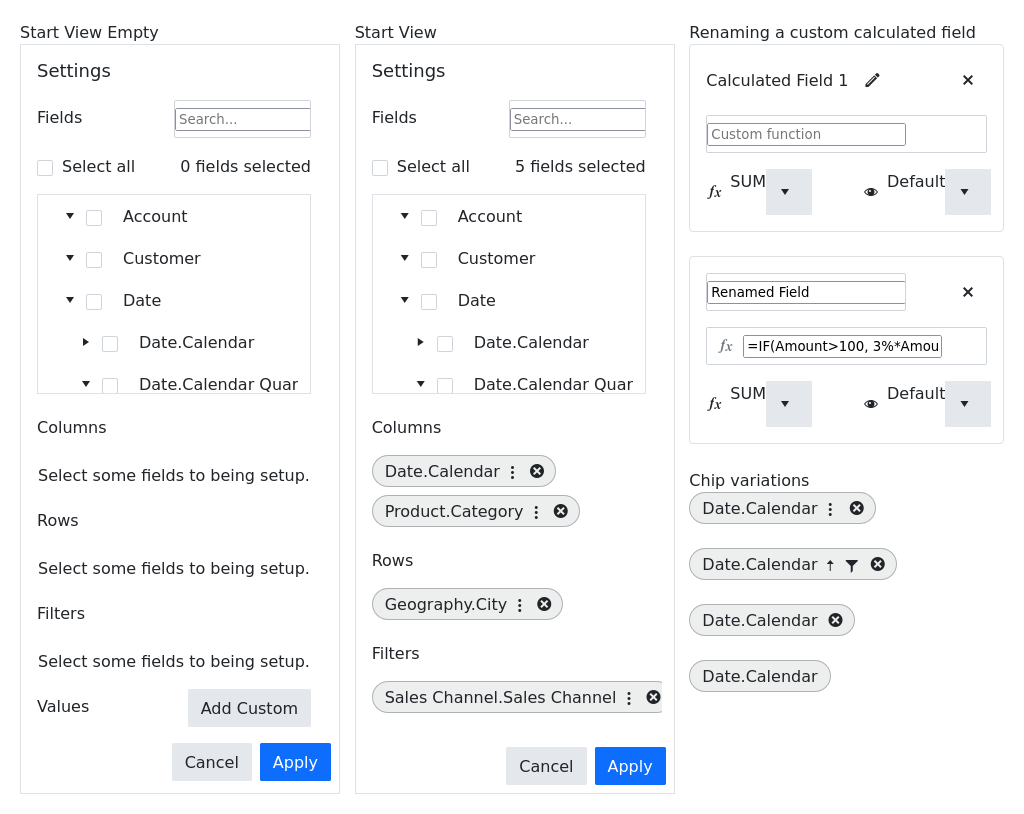 Start View Empty
Settings
Fields
Search...
Select all
0 fields selected
Account
Customer
Date
Date.Calendar
Date.Calendar Quar
Columns
Select some fields to being setup.
Rows
Select some fields to being setup.
Filters
Select some fields to being setup.
Values
Add Custom
Cancel
Apply
Start View
Settings
Fields
Search...
Select all
5 fields selected
Account
Customer
Date
Date.Calendar
Date.Calendar Quar
Columns
Date.Calendar
Product.Category
Rows
Geography.City
Filters
Sales Channel.Sales Channel
Cancel
Apply
Renaming a custom calculated field
Calculated Field 1
Custom function
fx SUM
Default
Renamed Field
fx =IF(Amount>100, 3%*Amou
fx SUM
Default
Chip variations
Date.Calendar
Date.Calendar
Date.Calendar
Date.Calendar